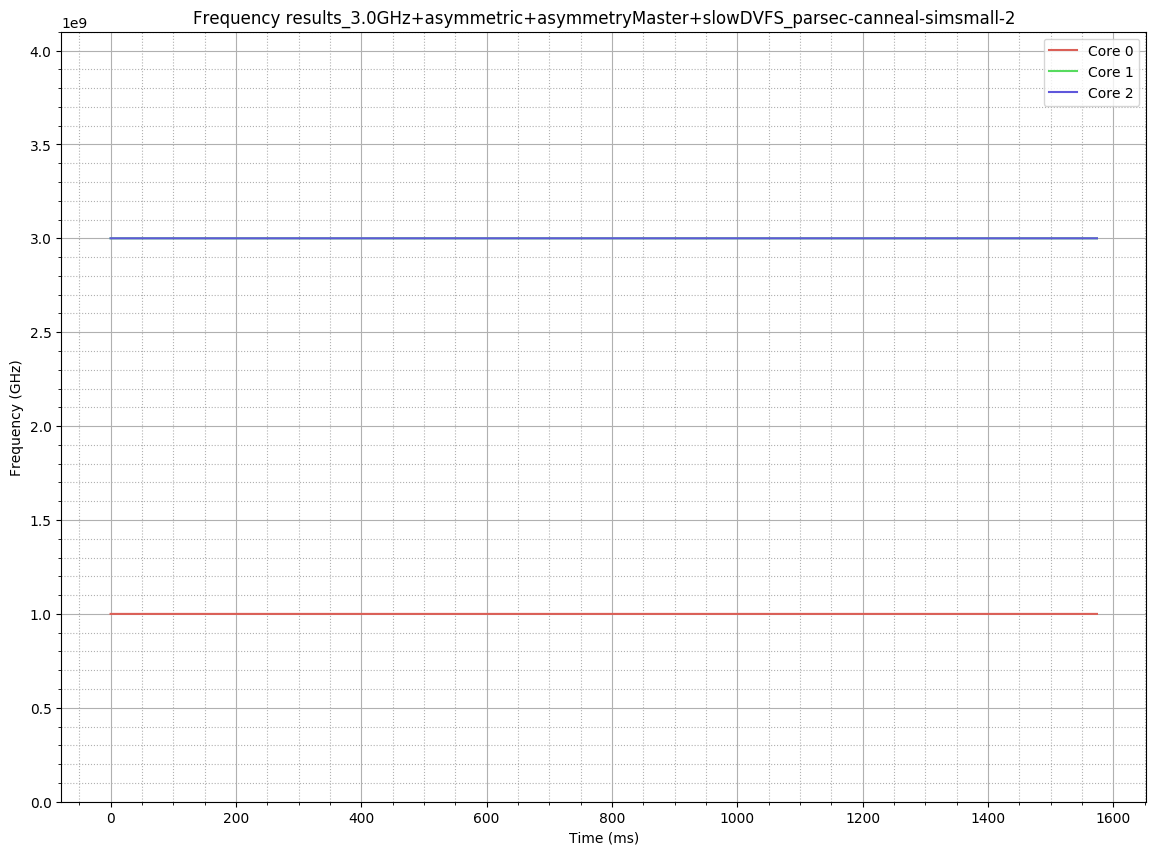 Frequency results_3.0GHz+asymmetric+asymmetryMaster+slowDVFS_parsec-canneal-simsmall-2
1e9
Core 0
Core 1
Core 2
4.0
3.5
3.0
2.5
2.0
1.5
1.0
0.5
0.0
Frequency (GHz)
0 200 400 600 800 1000 1200 1400 1600
Time (ms)